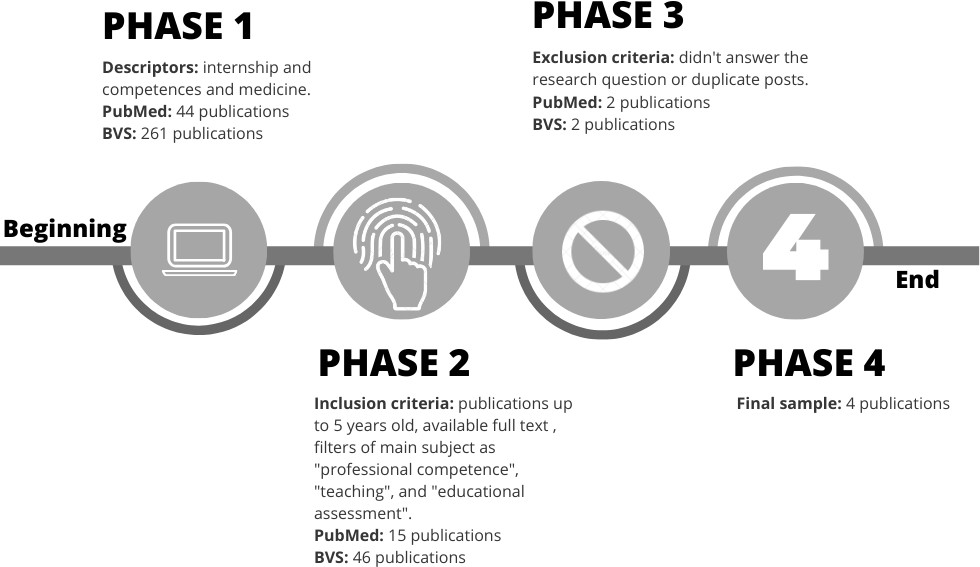 PHASE 1
Descriptors: internship and
competences and medicine.
PubMed: 44 publications
BVS: 261 publications
PHASE 3
Exclusion criteria: didn't answer the
research question or duplicate posts.
PubMed: 2 publications
BVS: 2 publications
Beginning
4
End
PHASE 2
Inclusion criteria: publications up
to 5 years old, available full text ,
filters of main subject as
"professional competence",
"teaching", and "educational
assessment".
PubMed: 15 publications
BVS: 46 publications
PHASE 4
Final sample: 4 publications